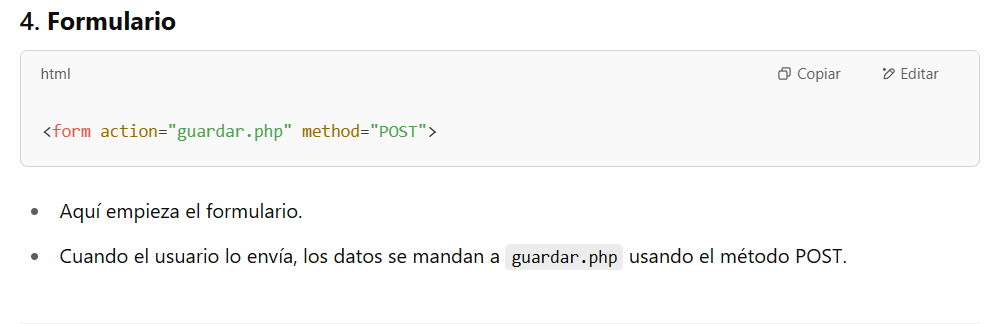 4. Formulario
html Copiar Editar
<form action="guardar.php" method="POST">
Aquí empieza el formulario.
Cuando el usuario lo envía, los datos se mandan a guardar.php usando el método POST.